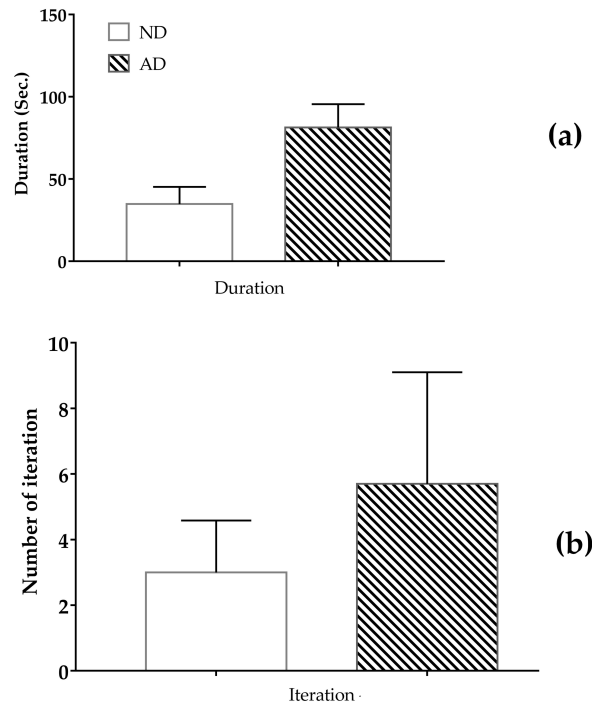 150
100
50
0
Duration (Sec.)
ND
AD
Duration
(a)
10
8
6
4
2
0
Number of iteration
Iteration
(b)